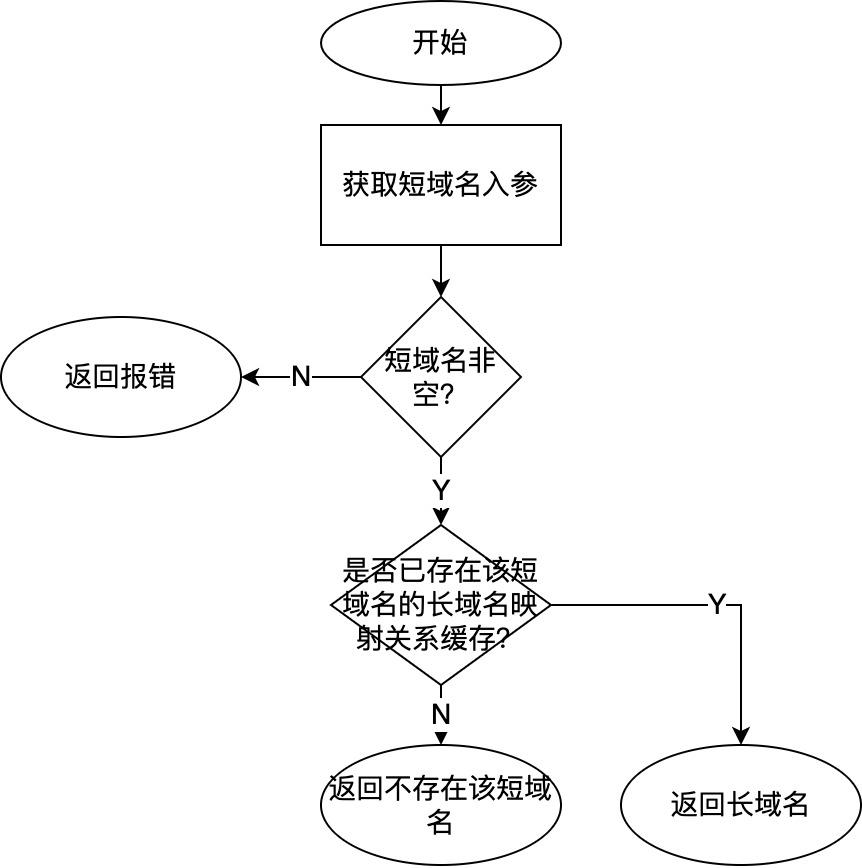 开始
获取短域名入参
短域名非
空?
返回报错
N
Y
是否已存在该短
域名的长域名映
射关系缓存?
Y
N
返回不存在该短域
名
返回长域名